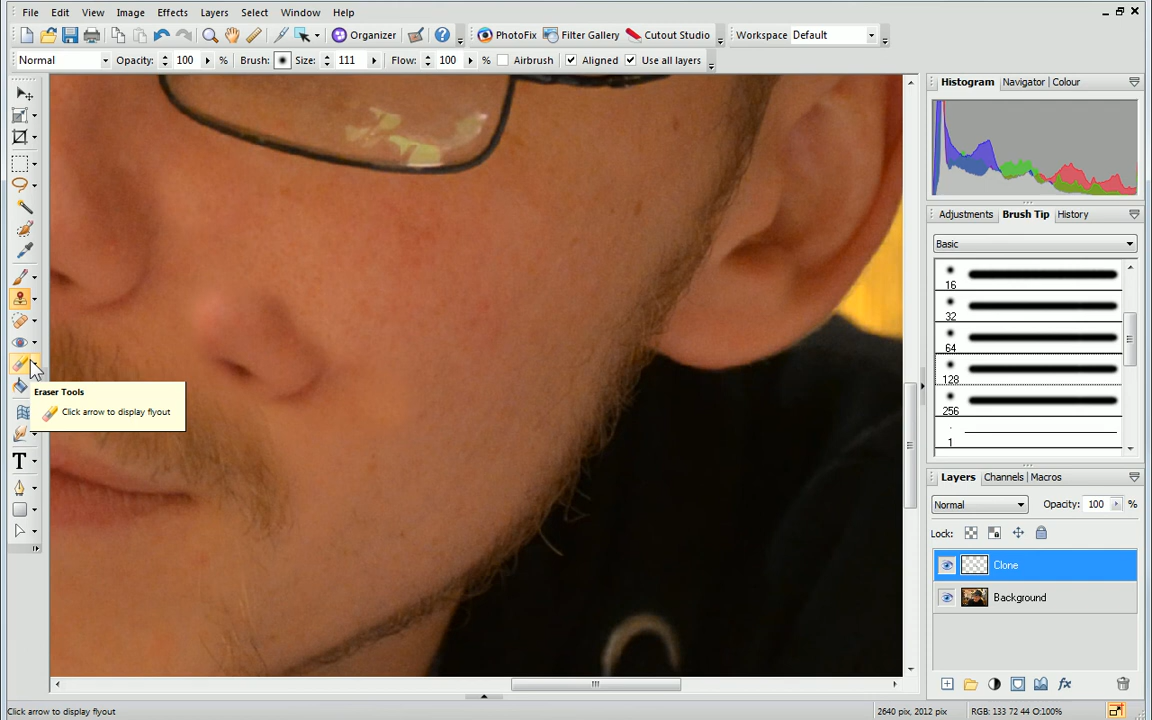 File Edit View Image Effects Layers Select Window Help
Organizer PhotoFix Filter Gallery Cutout Studio Workspace Default
Normal Opacity: 100 % Brush: Size: 111 Flow: 100 % Airbrush Aligned Use all layers
Histogram Navigator Colour
Adjustments Brush Tip History
Basic
16
32
64
128
256
1
Eraser Tools
Click arrow to display flyout
T
Layers Channels Macros
Normal Opacity: 100 %
Lock:
Clone
Background
fx
Click arrow to display flyout 2640 pix, 2012 pix RGB: 133 72 44 O:100%